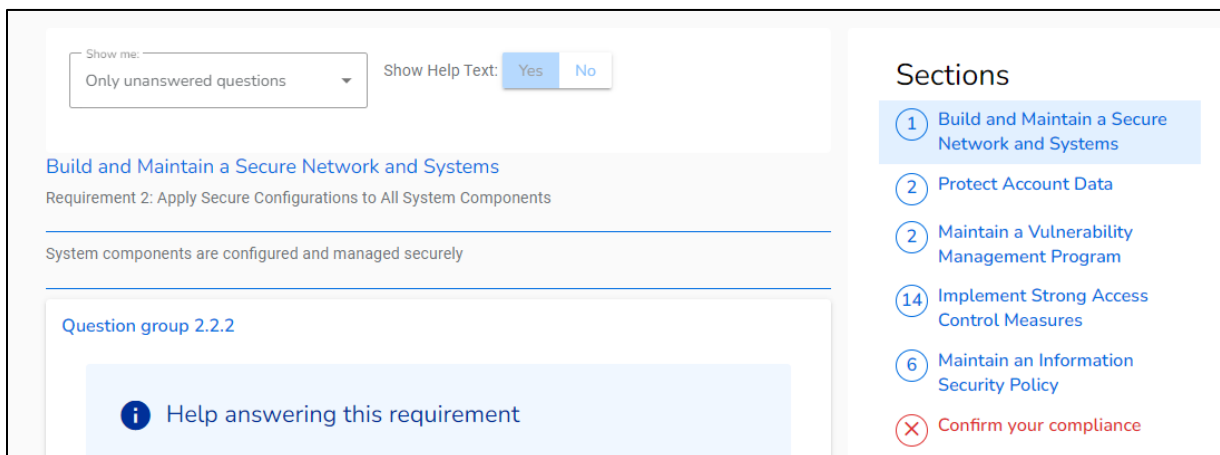 Show me:
Only unanswered questions
Show Help Text:
Yes
No
Build and Maintain a Secure Network and Systems
Requirement 2: Apply Secure Configurations to All System Components
System components are configured and managed securely
Question group 2.2.2
Help answering this requirement
Sections
1
Build and Maintain a Secure
Network and Systems
2
Protect Account Data
2
Maintain a Vulnerability
Management Program
14
Implement Strong Access
Control Measures
6
Maintain an Information
Security Policy
Confirm your compliance